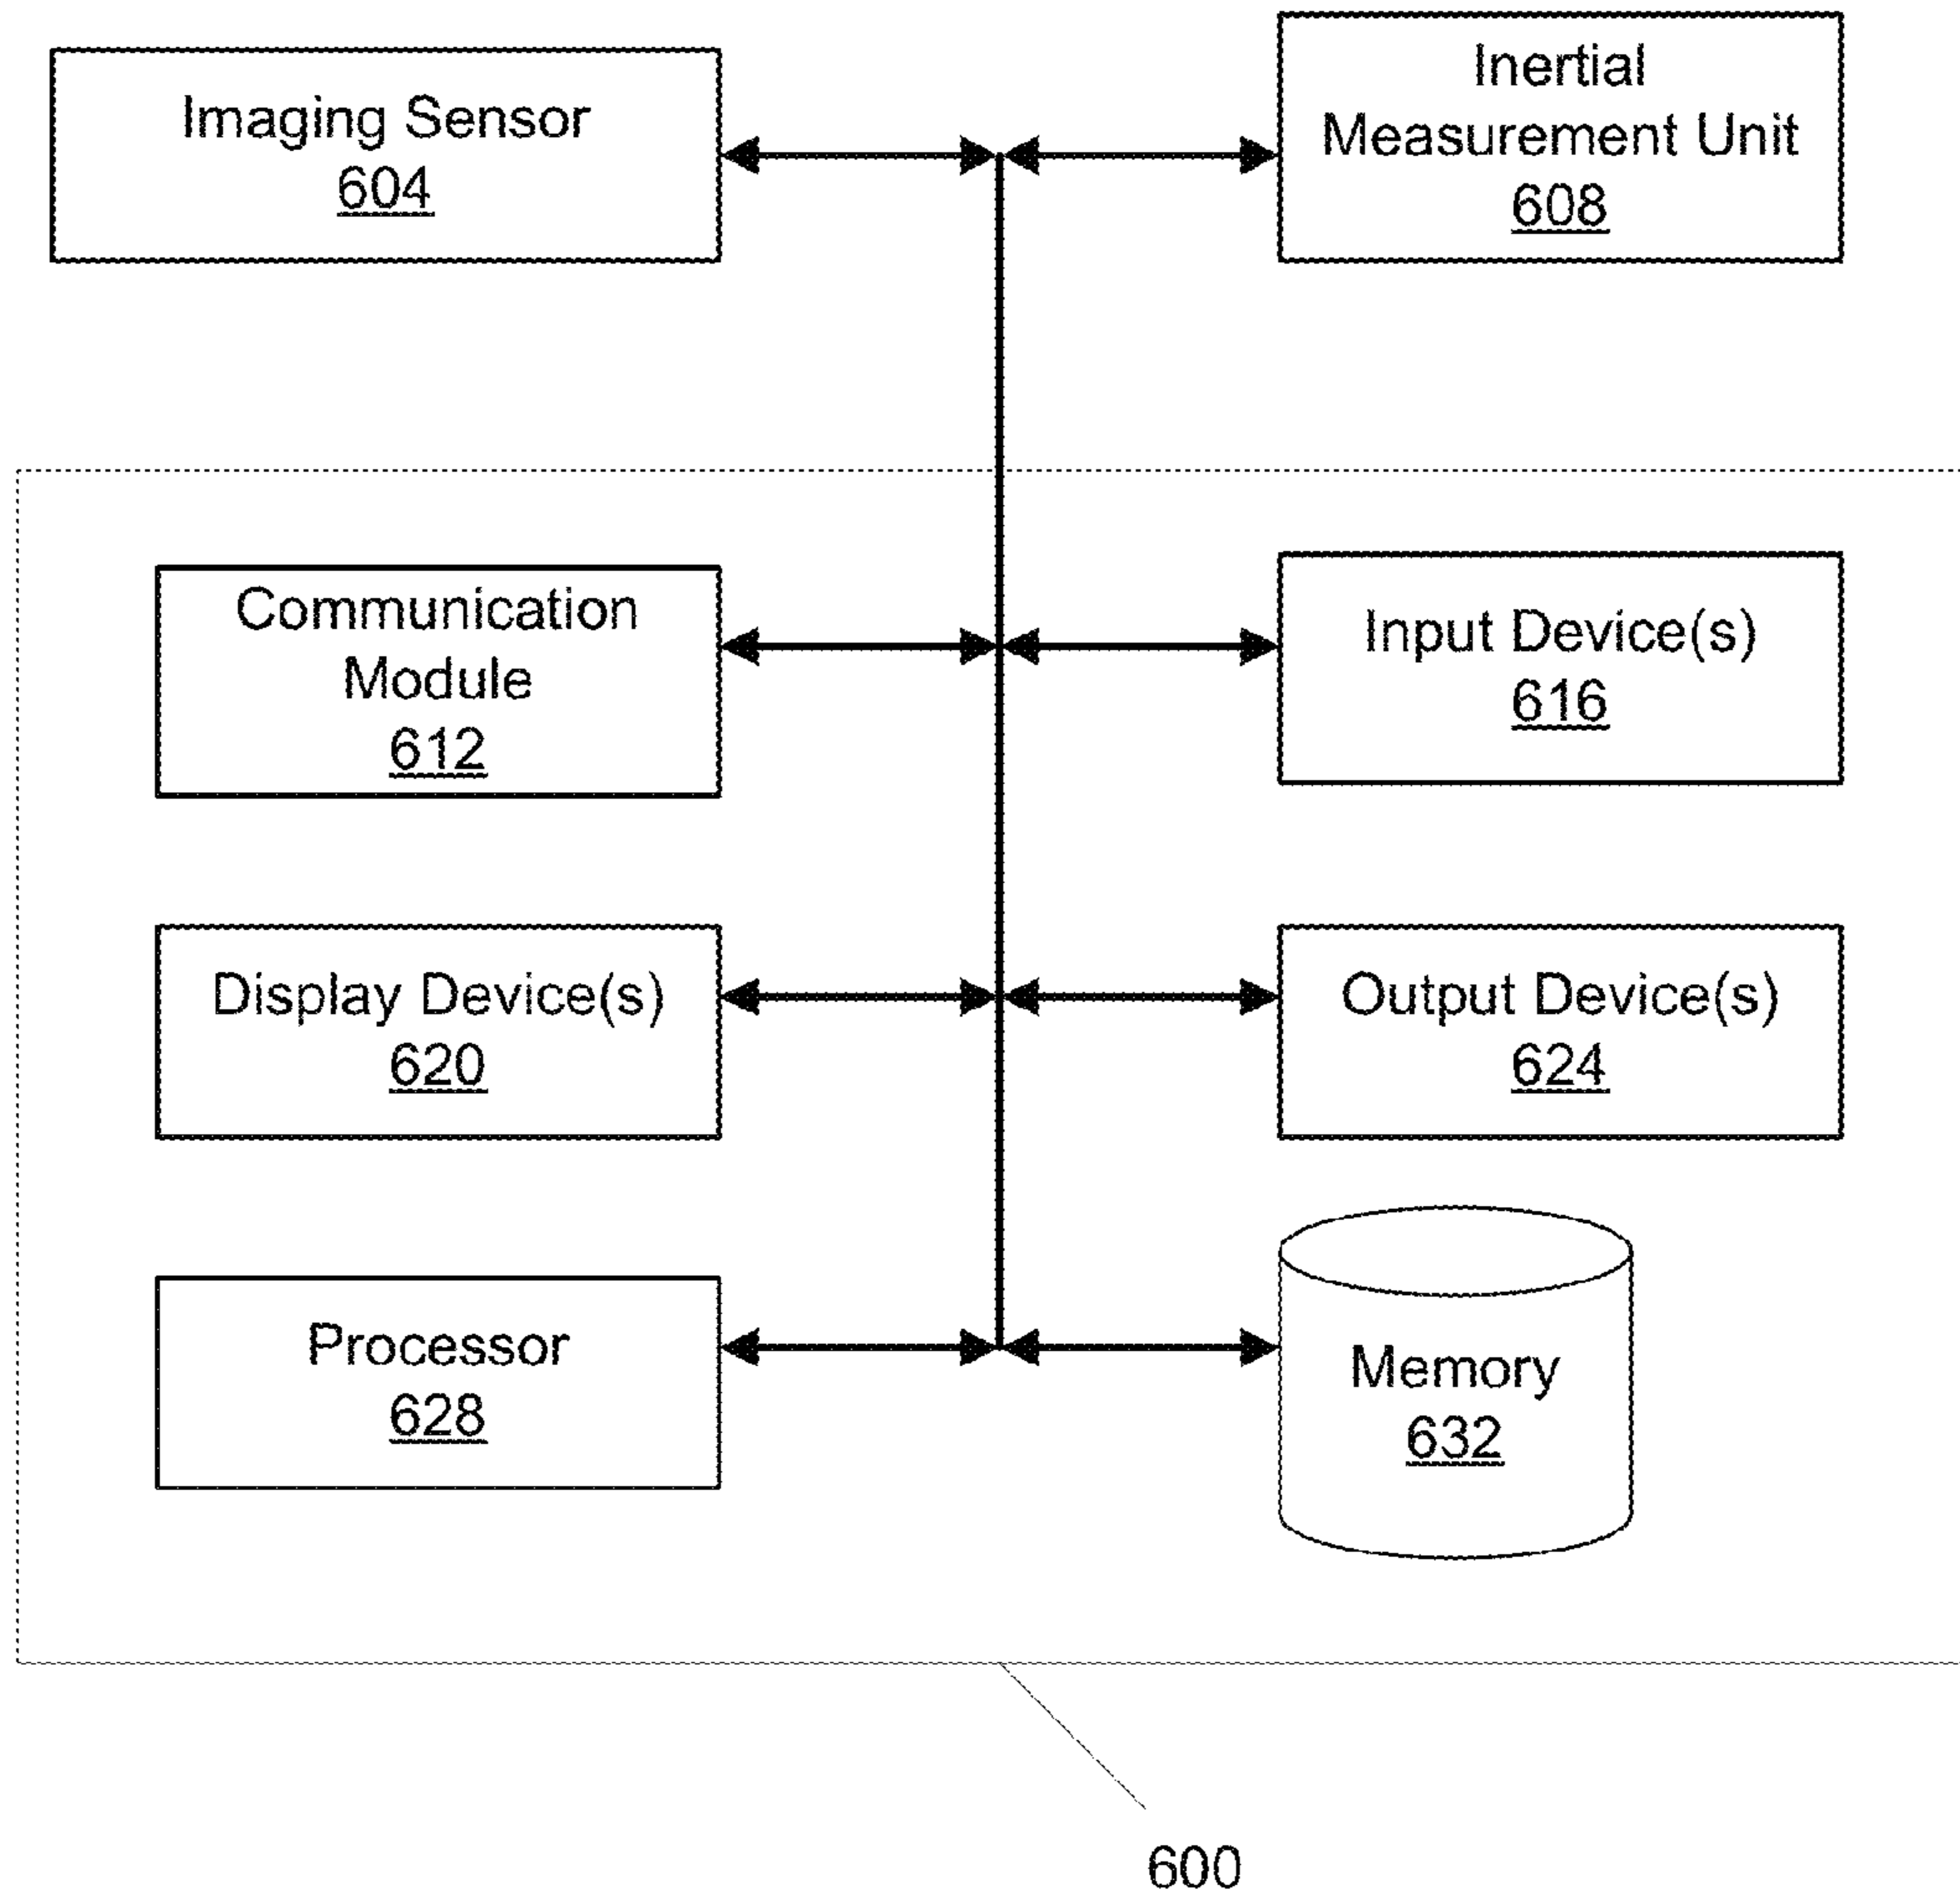 Imaging Sensor
604
Inertial
Measurement Unit
608
Communication
Module
612
Input Device(s)
616
Display Device(s)
620
Output Device(s)
624
Processor
628
Memory
632
600